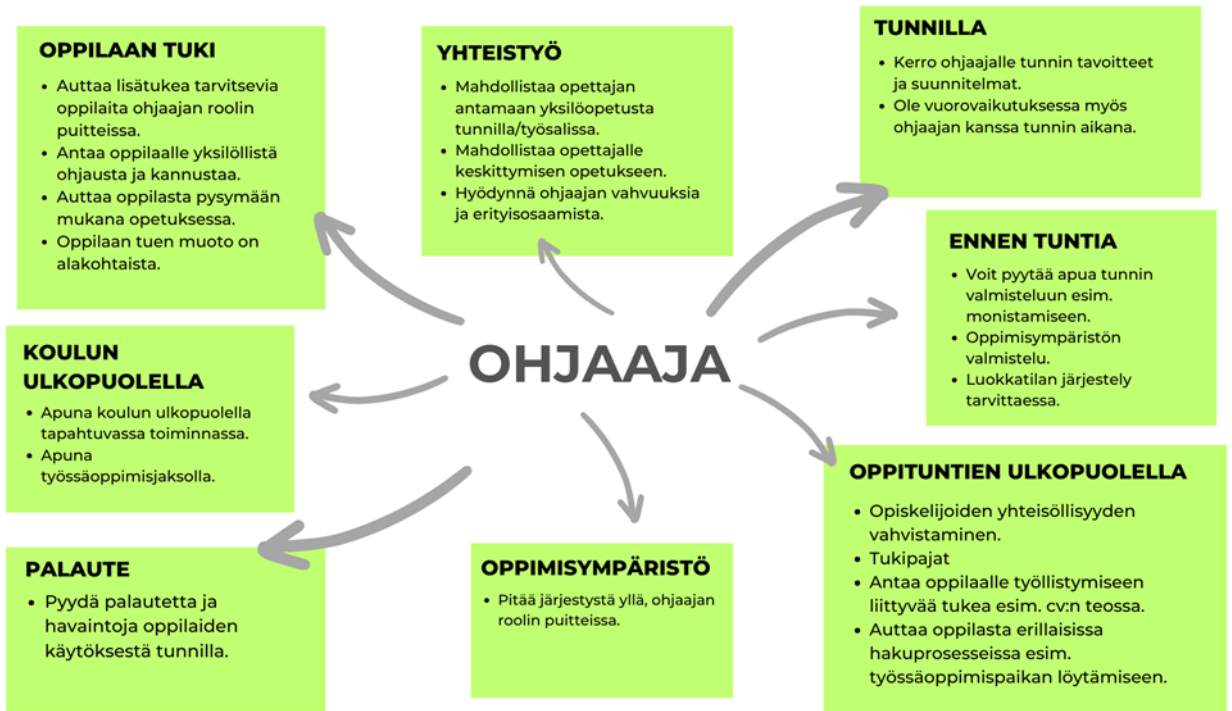 OPPILAAN TUKI
• Auttaa lisätukea tarvitsevia
oppilaita ohjaajan roolin
puitteissa.
• Antaa oppilaalle yksilöllistä
ohjausta ja kannustaa.
• Auttaa oppilasta pysymään
mukana opetuksessa.
• Oppilaan tuen muoto on
alakohtaista.
YHTEISTYÖ
• Mahdollistaa opettajan
antamaan yksilöopetusta
tunnilla/työsalissa.
• Mahdollistaa opettajalle
keskittymisen opetukseen.
• Hyödynnä ohjaajan vahvuuksia
ja erityisosaamista.
TUNNILLA
• Kerro ohjaajalle tunnin tavoitteet
ja suunnitelmat.
• Ole vuorovaikutuksessa myös
ohjaajan kanssa tunnin aikana.
ENNEN TUNTIA
• Voit pyytää apua tunnin
valmisteluun esim.
monistamiseen.
• Oppimisympäristön
valmistelu.
• Luokkatilan järjestely
tarvittaessa.
OHJAAJA
KOULUN
ULKOPUOLELLA
• Apuna koulun ulkopuolella
tapahtuvassa toiminnassa.
• Apuna
työssäoppimisjaksolla.
PALAUTE
• Pyydä palautetta ja
havaintoja oppilaiden
käytöksestä tunnilla.
OPPIMISYMPÄRISTÖ
• Pitää järjestystä yllä, ohjaajan
roolin puitteissa.
OPPITUNTIEN ULKOPUOLELLA
• Opiskelijoiden yhteisöllisyyden
vahvistaminen.
• Tukipajat
• Antaa oppilaalle työllistymiseen
liittyvää tukea esim. cv:n teossa.
• Auttaa oppilasta erillaisissa
hakuprosesseissa esim.
työssäoppimispaikan löytämiseen.